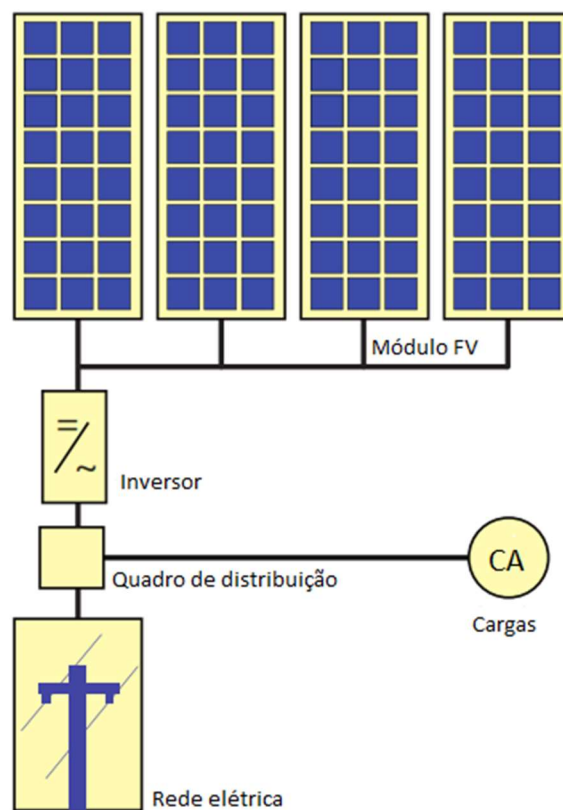 Módulo FV
Inversor
CA
Quadro de distribuição
Cargas
Rede elétrica